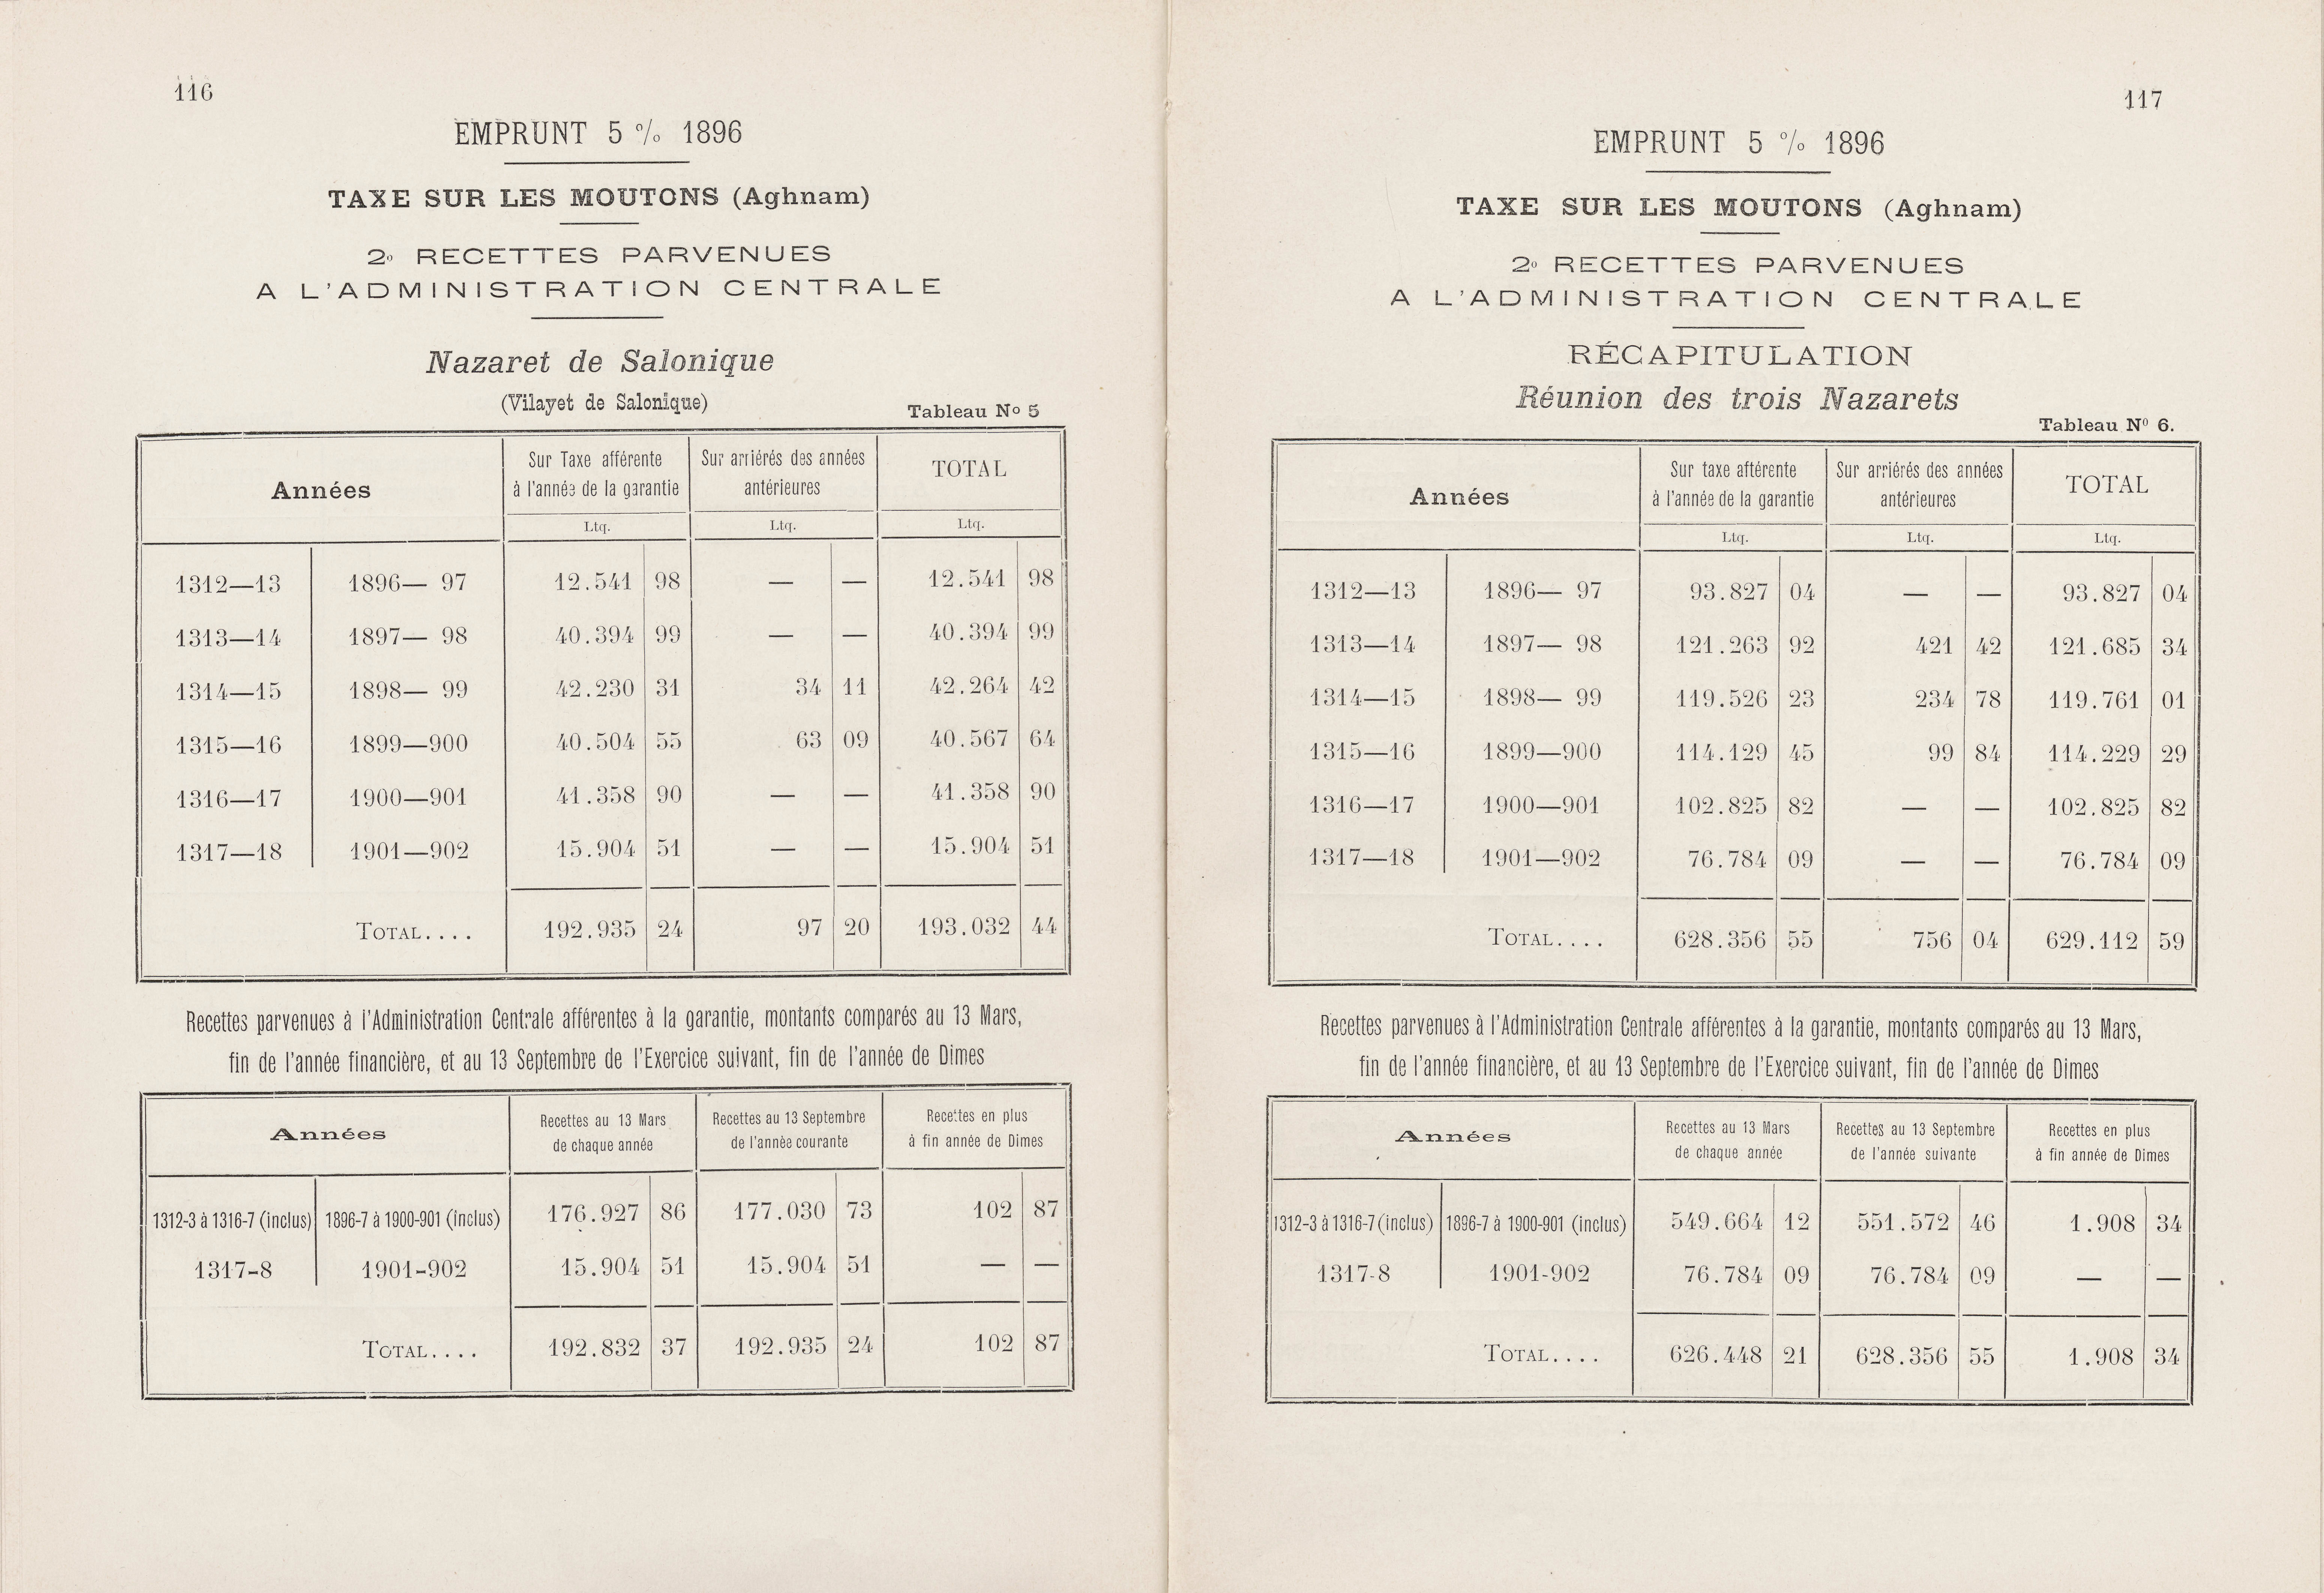 116
EMPRUNT 5 % 1896
TAXE SUR LES MOUTONS (Aghnam)
2º RECETTES PARVENUES
A L'ADMINISTRATION CENTRALE
Nazaret de Salonique
(Vilayet de Salonique)
Tableau Nº 5
Années | Sur Taxe afférente à l'année de la garantie | Sur arriérés des années antérieures | TOTAL
Ltq. | Ltq. | Ltq.
1312—13 | 1896— 97 | 12.541 | 98 | — | — | 12.541 | 98
1313—14 | 1897— 98 | 40.394 | 99 | — | — | 40.394 | 99
1314—15 | 1898— 99 | 42.230 | 31 | 34 | 11 | 42.264 | 42
1315—16 | 1899—900 | 40.504 | 55 | 63 | 09 | 40.567 | 64
1316—17 | 1900—901 | 41.358 | 90 | — | — | 41.358 | 90
1317—18 | 1901—902 | 15.904 | 51 | — | — | 15.904 | 51
TOTAL.... | 192.935 | 24 | 97 | 20 | 193.032 | 44
Recettes parvenues à l'Administration Centrale afférentes à la garantie, montants comparés au 13 Mars,
fin de l'année financière, et au 13 Septembre de l'Exercice suivant, fin de l'année de Dimes
Années | Recettes au 13 Mars de chaque année | Recettes au 13 Septembre de l'année courante | Recettes en plus à fin année de Dimes
1312-3 à 1316-7 (inclus) | 1896-7 à 1900-901 (inclus) | 176.927 | 86 | 177.030 | 73 | 102 | 87
1317-8 | 1901-902 | 15.904 | 51 | 15.904 | 51 | — | —
TOTAL.... | 192.832 | 37 | 192.935 | 24 | 102 | 87
117
EMPRUNT 5 % 1896
TAXE SUR LES MOUTONS (Aghnam)
2º RECETTES PARVENUES
A L'ADMINISTRATION CENTRALE
RÉCAPITULATION
Réunion des trois Nazarets
Tableau Nº 6.
Années | Sur taxe aftérente à l'année de la garantie | Sur arriérés des années antérieures | TOTAL
Ltq. | Ltq. | Ltq.
1312—13 | 1896— 97 | 93.827 | 04 | — | — | 93.827 | 04
1313—14 | 1897— 98 | 121.263 | 92 | 421 | 42 | 121.685 | 34
1314—15 | 1898— 99 | 119.526 | 23 | 234 | 78 | 119.761 | 01
1315—16 | 1899—900 | 114.129 | 45 | 99 | 84 | 114.229 | 29
1316—17 | 1900—901 | 102.825 | 82 | — | — | 102.825 | 82
1317—18 | 1901—902 | 76.784 | 09 | — | — | 76.784 | 09
TOTAL.... | 628.356 | 55 | 756 | 04 | 629.112 | 59
Recettes parvenues à l'Administration Centrale afférentes à la garantie, montants comparés au 13 Mars,
fin de l'année financière, et au 13 Septembre de l'Exercice suivant, fin de l'année de Dimes
Années | Recettes au 13 Mars de chaque année | Recettes au 13 Septembre de l'année suivante | Recettes en plus à fin année de Dimes
1312-3 à 1316-7 (inclus) | 1896-7 à 1900-901 (inclus) | 549.664 | 12 | 551.572 | 46 | 1.908 | 34
1317-8 | 1901-902 | 76.784 | 09 | 76.784 | 09 | — | —
TOTAL.... | 626.448 | 21 | 628.356 | 55 | 1.908 | 34